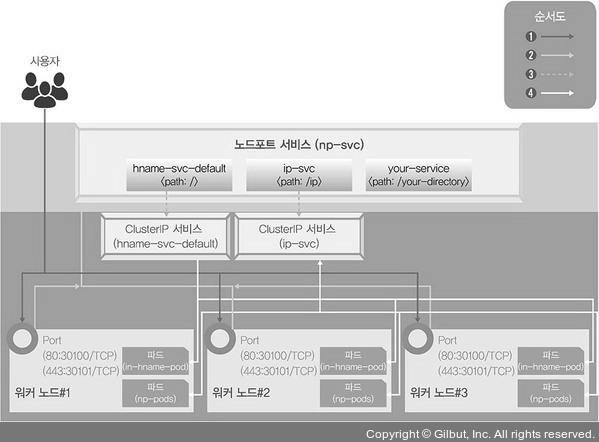 순서도
1
2
3
4
사용자
노드포트 서비스 (np-svc)
hname-svc-default
<path: />
ip-svc
<path: /ip>
your-service
<path: /your-directory>
ClusterIP 서비스
(hname-svc-default)
ClusterIP 서비스
(ip-svc)
Port
(80:30100/TCP)
(443:30101/TCP)
파드
(in-hname-pod)
파드
(np-pods)
워커 노드#1
Port
(80:30100/TCP)
(443:30101/TCP)
파드
(in-hname-pod)
파드
(np-pods)
워커 노드#2
Port
(80:30100/TCP)
(443:30101/TCP)
파드
(in-hname-pod)
파드
(np-pods)
워커 노드#3
Copyright © Gilbut, Inc. All rights reserved.